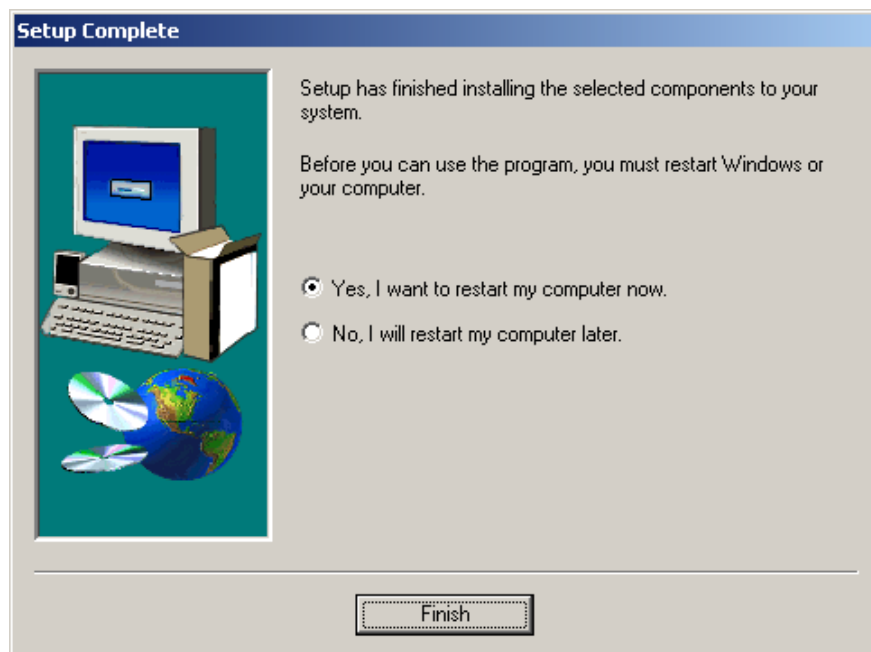 Setup Complete
Setup has finished installing the selected components to your
system.
Before you can use the program, you must restart Windows or
your computer.
Yes, I want to restart my computer now.
No, I will restart my computer later.
Finish